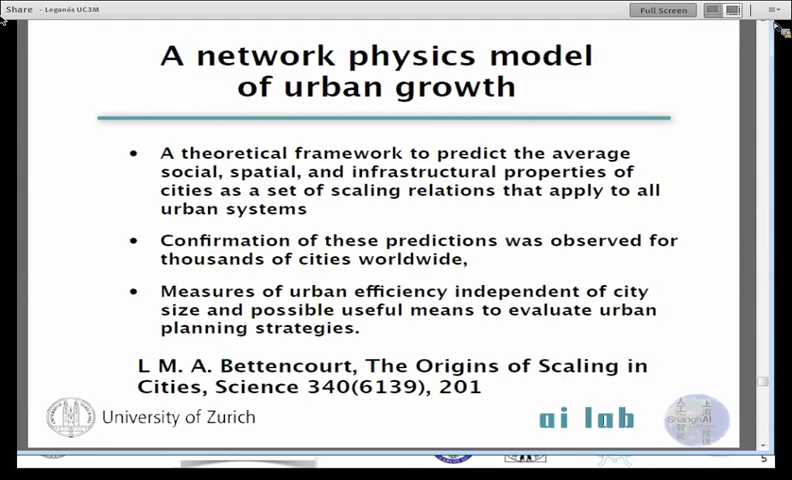 Share - Leganés UC3M
Full Screen
A network physics model
of urban growth
• A theoretical framework to predict the average
social, spatial, and infrastructural properties of
cities as a set of scaling relations that apply to all
urban systems
• Confirmation of these predictions was observed for
thousands of cities worldwide,
• Measures of urban efficiency independent of city
size and possible useful means to evaluate urban
planning strategies.
L M. A. Bettencourt, The Origins of Scaling in
Cities, Science 340(6139), 201
University of Zurich
ai lab
ShanghAI
5